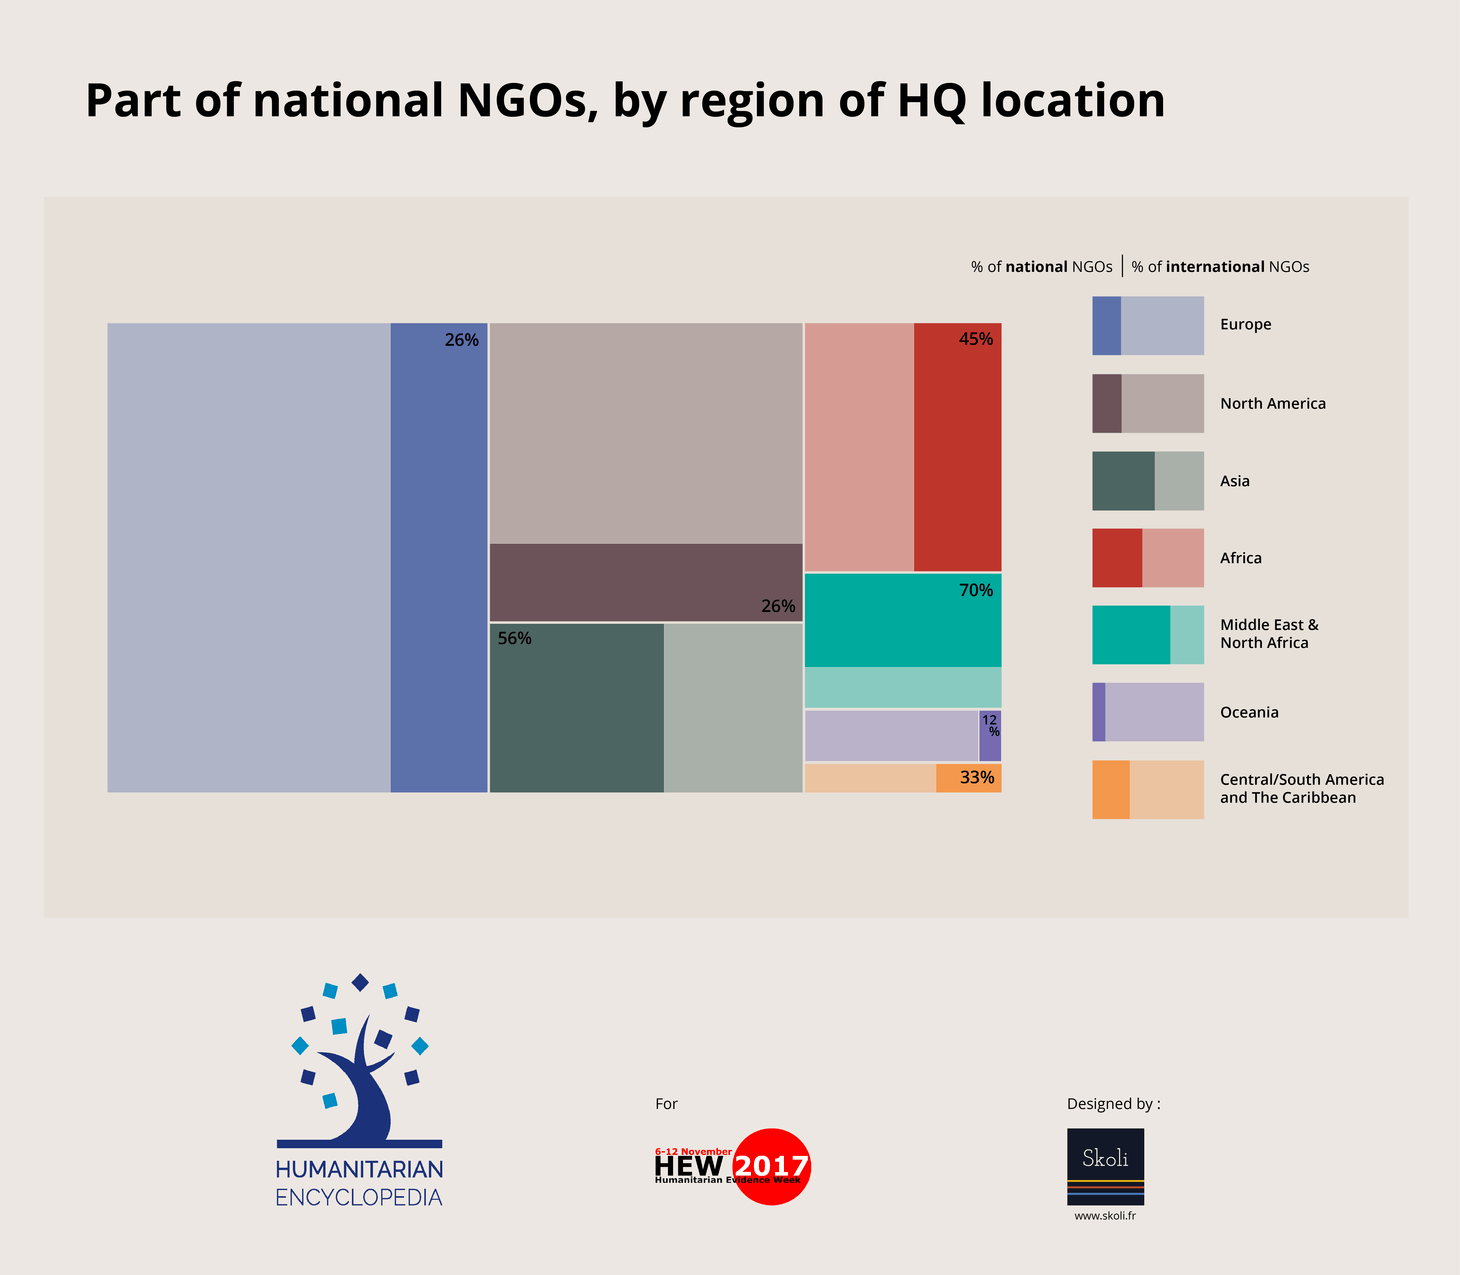 Part of national NGOs, by region of HQ location
% of national NGOs | % of international NGOs
26%
26%
56%
45%
70%
12
%
33%
Europe
North America
Asia
Africa
Middle East &
North Africa
Oceania
Central/South America
and The Caribbean
HUMANITARIAN
ENCYCLOPEDIA
For
6-12 November
HEW 2017
Humanitarian Evidence Week
Designed by :
Skoli
www.skoli.fr